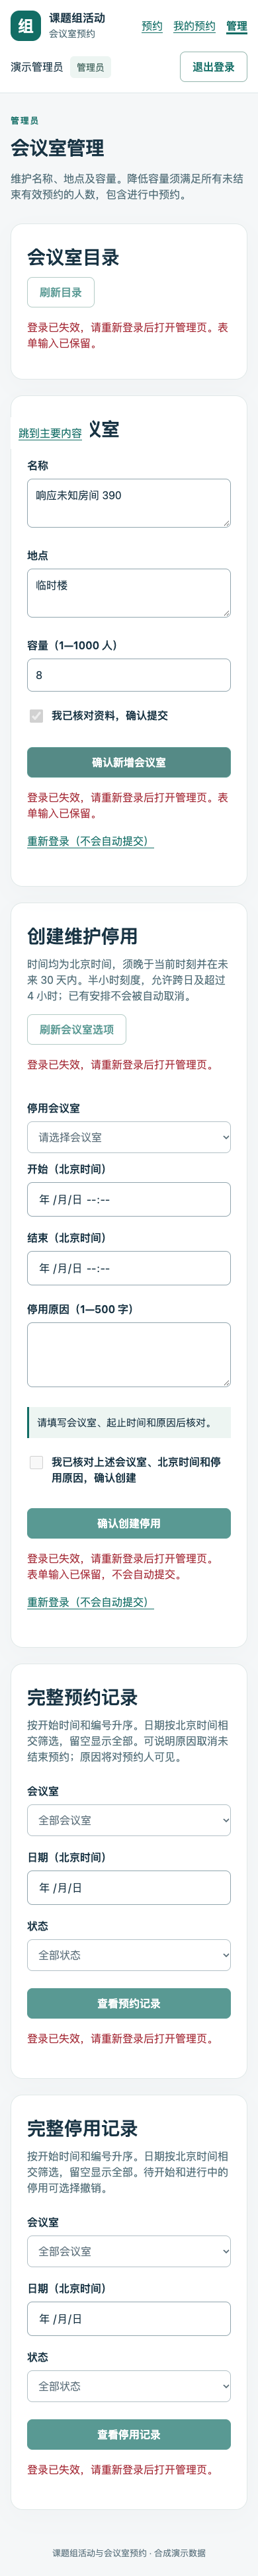 组
课题组活动
会议室预约
预约
我的预约
管理
演示管理员
管理员
退出登录
管理员
会议室管理
维护名称、地点及容量。降低容量须满足所有未结
束有效预约的人数，包含进行中预约。
会议室目录
刷新目录
登录已失效，请重新登录后打开管理页。表
单输入已保留。
跳到主要内容
议室
名称
响应未知房间 390
地点
临时楼
容量（1—1000 人）
8
我已核对资料，确认提交
确认新增会议室
登录已失效，请重新登录后打开管理页。表
单输入已保留。
重新登录（不会自动提交）
创建维护停用
时间均为北京时间，须晚于当前时刻并在未
来 30 天内。半小时刻度，允许跨日及超过
4 小时；已有安排不会被自动取消。
刷新会议室选项
登录已失效，请重新登录后打开管理页。
停用会议室
请选择会议室
开始（北京时间）
年 /月/日 --:--
结束（北京时间）
年 /月/日 --:--
停用原因（1—500 字）
请填写会议室、起止时间和原因后核对。
我已核对上述会议室、北京时间和停
用原因，确认创建
确认创建停用
登录已失效，请重新登录后打开管理页。
表单输入已保留，不会自动提交。
重新登录（不会自动提交）
完整预约记录
按开始时间和编号升序。日期按北京时间相
交筛选，留空显示全部。可说明原因取消未
结束预约；原因将对预约人可见。
会议室
全部会议室
日期（北京时间）
年 /月/日
状态
全部状态
查看预约记录
登录已失效，请重新登录后打开管理页。
完整停用记录
按开始时间和编号升序。日期按北京时间相
交筛选，留空显示全部。待开始和进行中的
停用可选择撤销。
会议室
全部会议室
日期（北京时间）
年 /月/日
状态
全部状态
查看停用记录
登录已失效，请重新登录后打开管理页。
课题组活动与会议室预约 · 合成演示数据